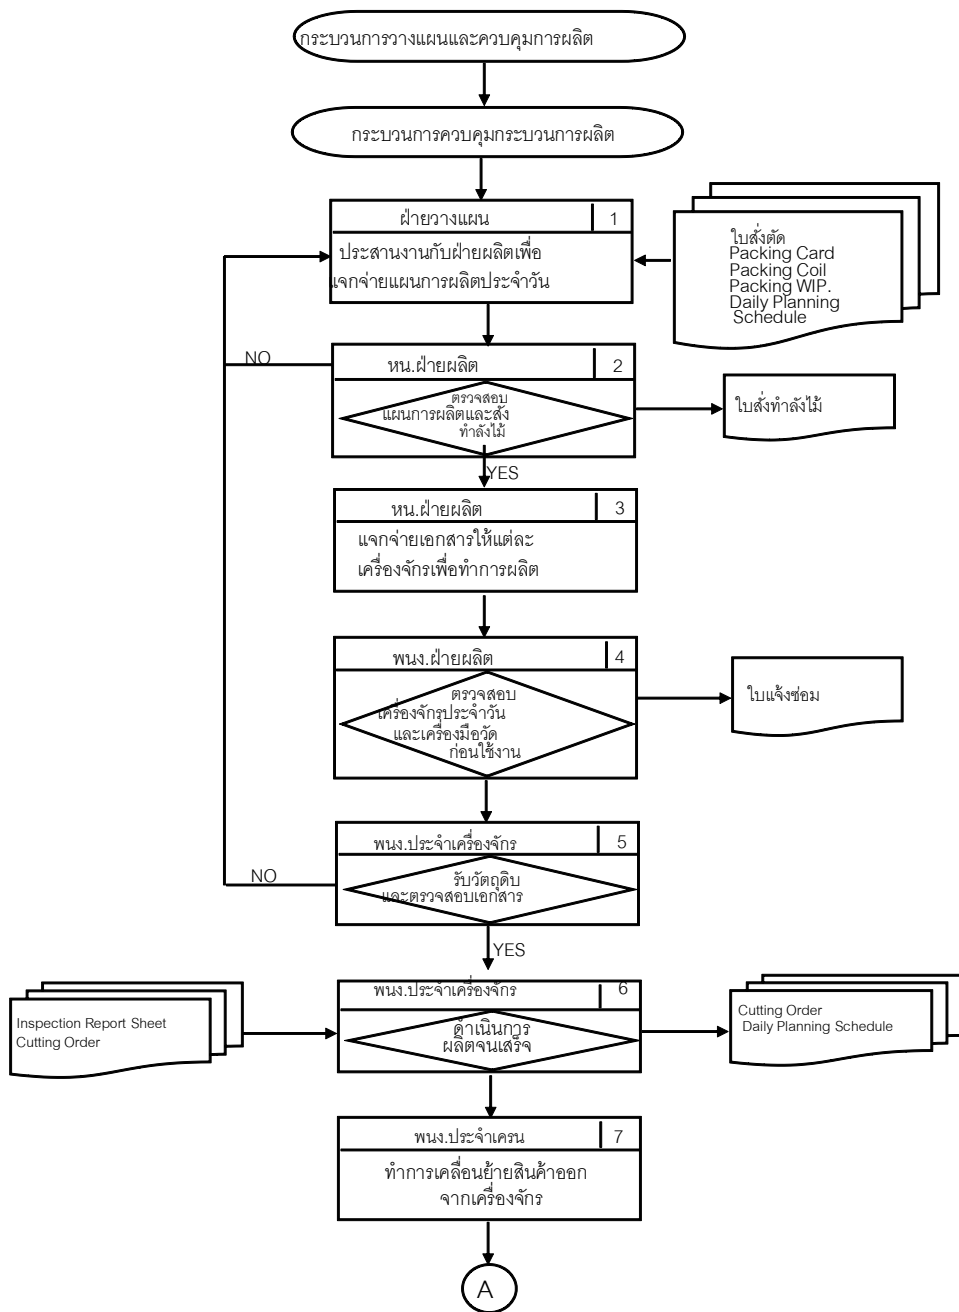 กระบวนการวางแผนและควบคุมการผลิต
กระบวนการควบคุมกระบวนการผลิต
ฝ่ายวางแผน 1
ประสานงานกับฝ่ายผลิตเพื่อ
แจกจ่ายแผนการผลิตประจำวัน
ใบสั่งตัด
Packing Card
Packing Coil
Packing WIP.
Daily Planning
Schedule
NO
หน.ฝ่ายผลิต 2
ตรวจสอบ
แผนการผลิตและสั่ง
ทำลังไม้
ใบสั่งทำลังไม้
YES
หน.ฝ่ายผลิต 3
แจกจ่ายเอกสารให้แต่ละ
เครื่องจักรเพื่อทำการผลิต
พนง.ฝ่ายผลิต 4
ตรวจสอบ
เครื่องจักรประจำวัน
และเครื่องมือวัด
ก่อนใช้งาน
ใบแจ้งซ่อม
พนง.ประจำเครื่องจักร 5
NO
รับวัตถุดิบ
และตรวจสอบเอกสาร
YES
พนง.ประจำเครื่องจักร 6
ดำเนินการ
ผลิตจนเสร็จ
Inspection Report Sheet
Cutting Order
Cutting Order
Daily Planning Schedule
พนง.ประจำเครน 7
ทำการเคลื่อนย้ายสินค้าออก
จากเครื่องจักร
A